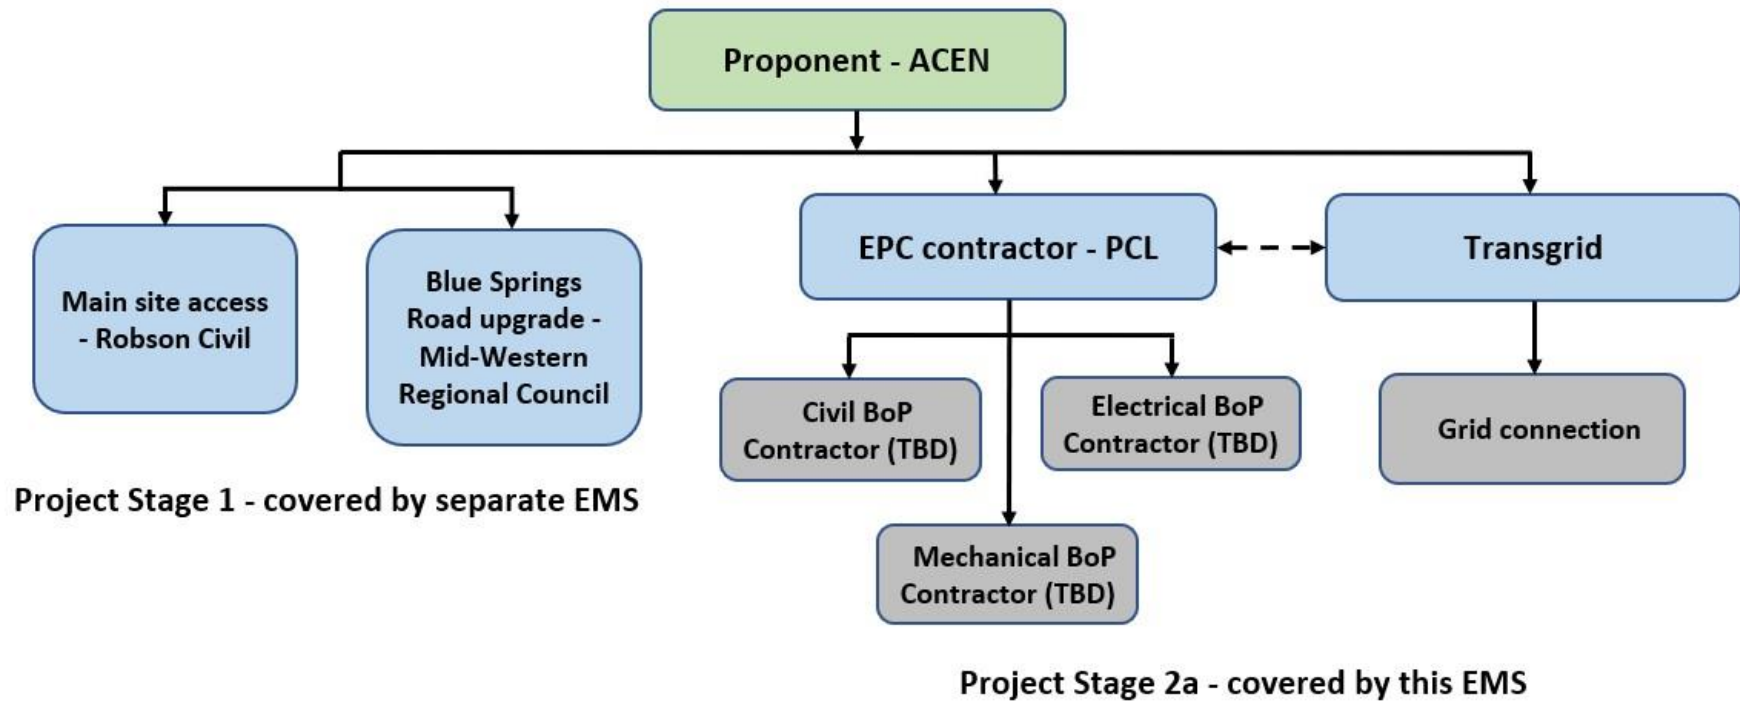 Proponent - ACEN
Main site access
- Robson Civil
Blue Springs
Road upgrade -
Mid-Western
Regional Council
EPC contractor - PCL
Transgrid
Civil BoP
Contractor (TBD)
Electrical BoP
Contractor (TBD)
Grid connection
Mechanical BoP
Contractor (TBD)
Project Stage 1 - covered by separate EMS
Project Stage 2a - covered by this EMS